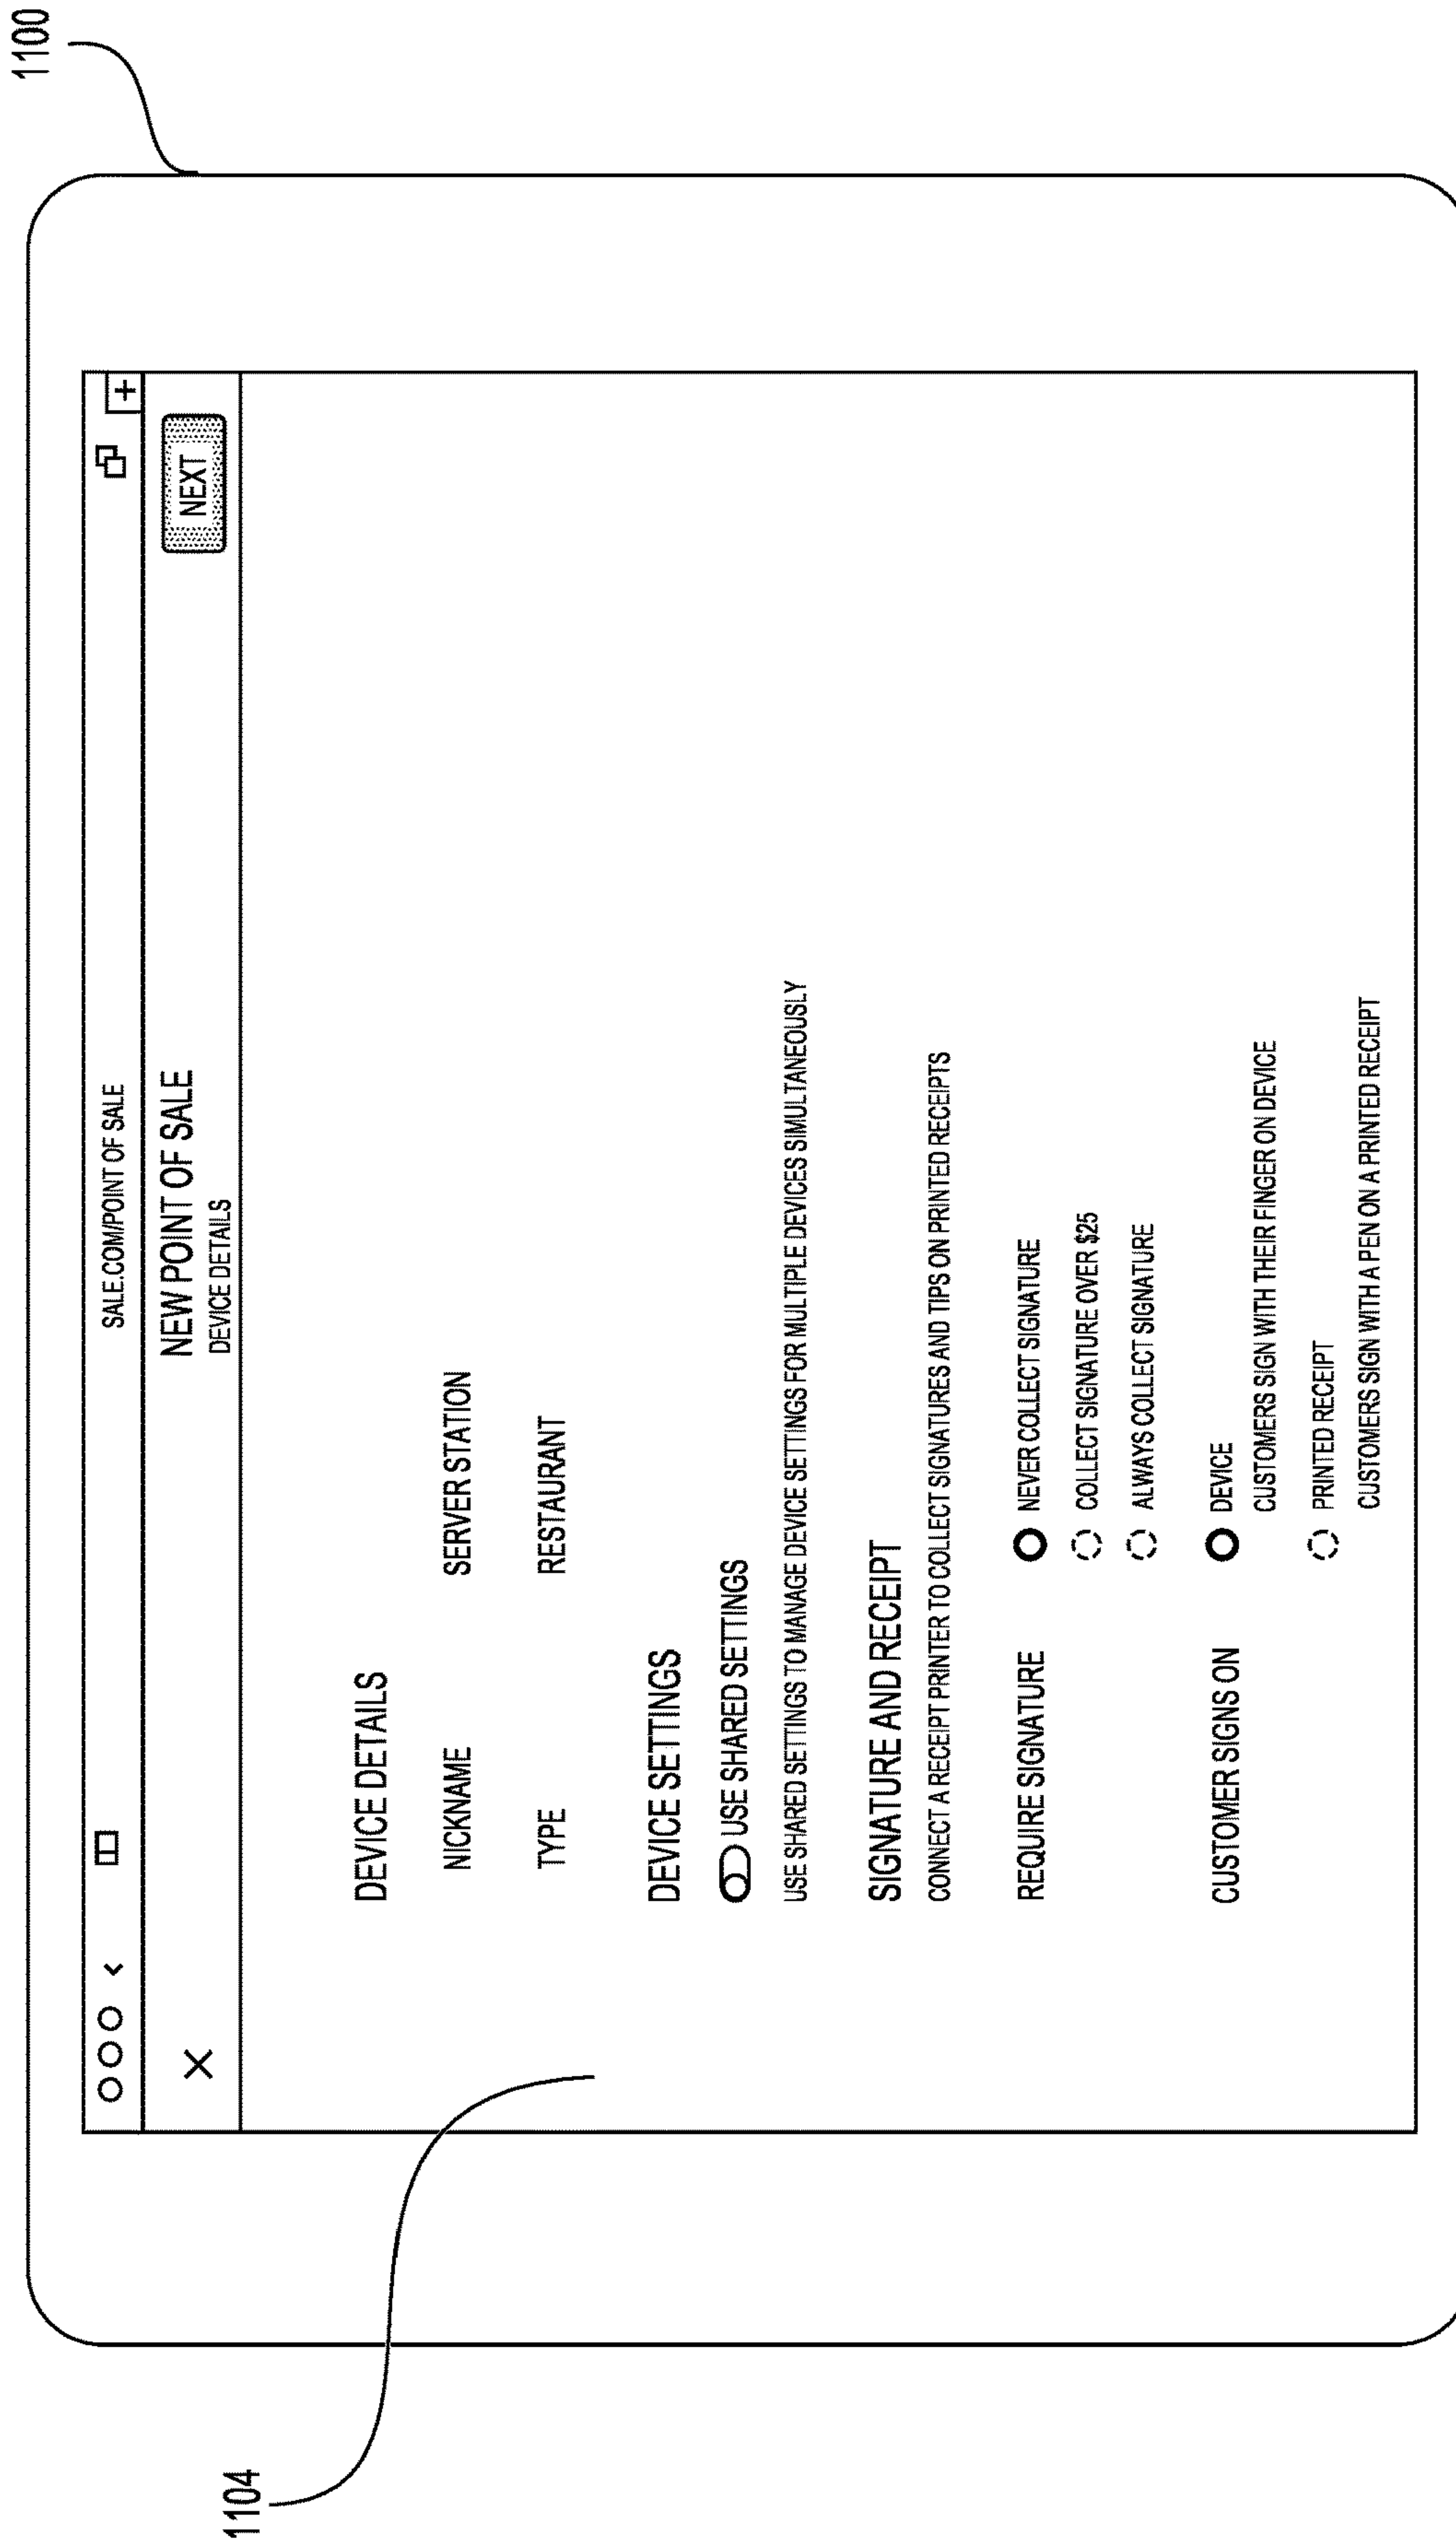 1100
SALE.COM/POINT OF SALE
NEW POINT OF SALE
NEXT
DEVICE DETAILS
DEVICE DETAILS
NICKNAME SERVER STATION
TYPE RESTAURANT
DEVICE SETTINGS
USE SHARED SETTINGS
USE SHARED SETTINGS TO MANAGE DEVICE SETTINGS FOR MULTIPLE DEVICES SIMULTANEOUSLY
SIGNATURE AND RECEIPT
CONNECT A RECEIPT PRINTER TO COLLECT SIGNATURES AND TIPS ON PRINTED RECEIPTS
REQUIRE SIGNATURE NEVER COLLECT SIGNATURE
COLLECT SIGNATURE OVER $25
ALWAYS COLLECT SIGNATURE
CUSTOMER SIGNS ON DEVICE
CUSTOMERS SIGN WITH THEIR FINGER ON DEVICE
PRINTED RECEIPT
CUSTOMERS SIGN WITH A PEN ON A PRINTED RECEIPT
1104